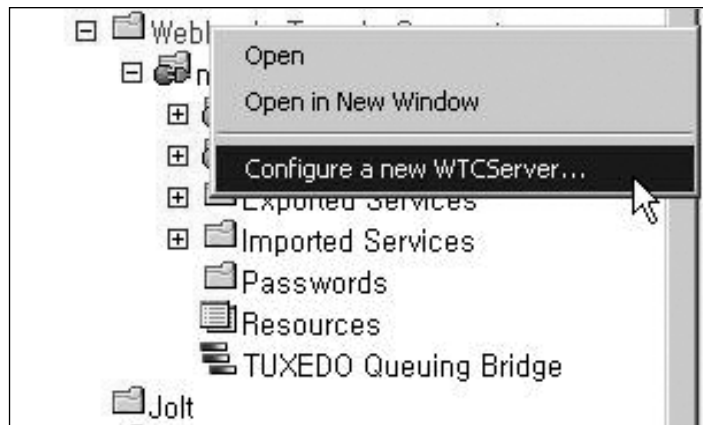 Open
Open in New Window
Configure a new WTCServer...
Exported Services
Imported Services
Passwords
Resources
TUXEDO Queuing Bridge
Jolt